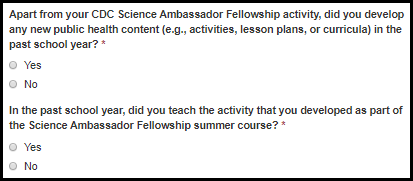 Apart from your CDC Science Ambassador Fellowship activity, did you develop
any new public health content (e.g., activities, lesson plans, or curricula) in the
past school year? *
Yes
No
In the past school year, did you teach the activity that you developed as part of
the Science Ambassador Fellowship summer course? *
Yes
No